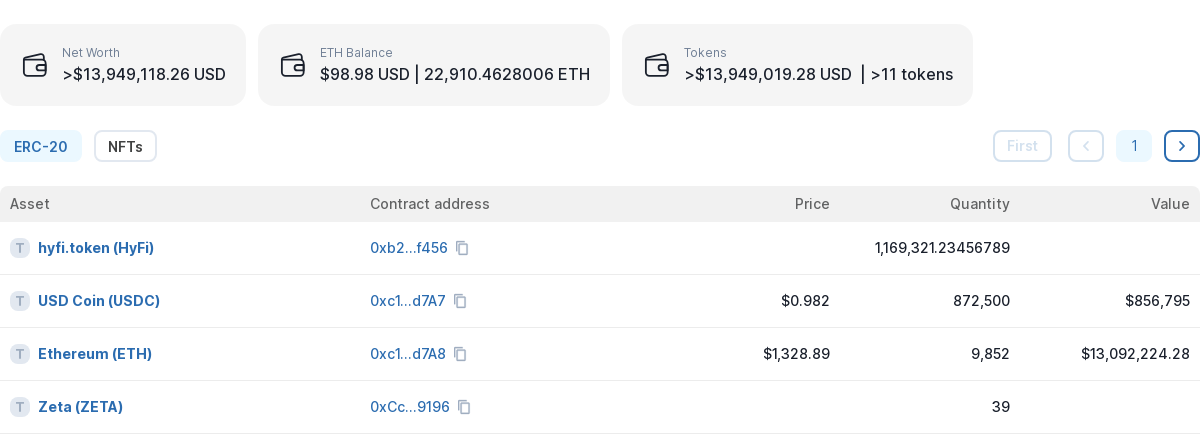 Net Worth
>$13,949,118.26 USD
ETH Balance
$98.98 USD | 22,910.4628006 ETH
Tokens
>$13,949,019.28 USD | >11 tokens
ERC-20 NFTs First 1
Asset Contract address Price Quantity Value
T hyfi.token (HyFi) 0xb2...f456 1,169,321.23456789
T USD Coin (USDC) 0xc1...d7A7 $0.982 872,500 $856,795
T Ethereum (ETH) 0xc1...d7A8 $1,328.89 9,852 $13,092,224.28
T Zeta (ZETA) 0xCc...9196 39